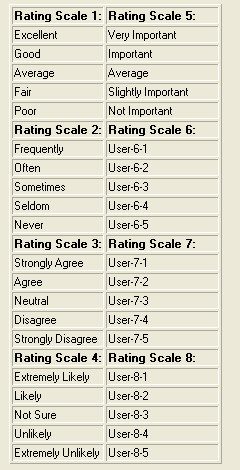 Rating Scale 1: Rating Scale 5:
Excellent Very Important
Good Important
Average Average
Fair Slightly Important
Poor Not Important
Rating Scale 2: Rating Scale 6:
Frequently User-6-1
Often User-6-2
Sometimes User-6-3
Seldom User-6-4
Never User-6-5
Rating Scale 3: Rating Scale 7:
Strongly Agree User-7-1
Agree User-7-2
Neutral User-7-3
Disagree User-7-4
Strongly Disagree User-7-5
Rating Scale 4: Rating Scale 8:
Extremely Likely User-8-1
Likely User-8-2
Not Sure User-8-3
Unlikely User-8-4
Extremely Unlikely User-8-5